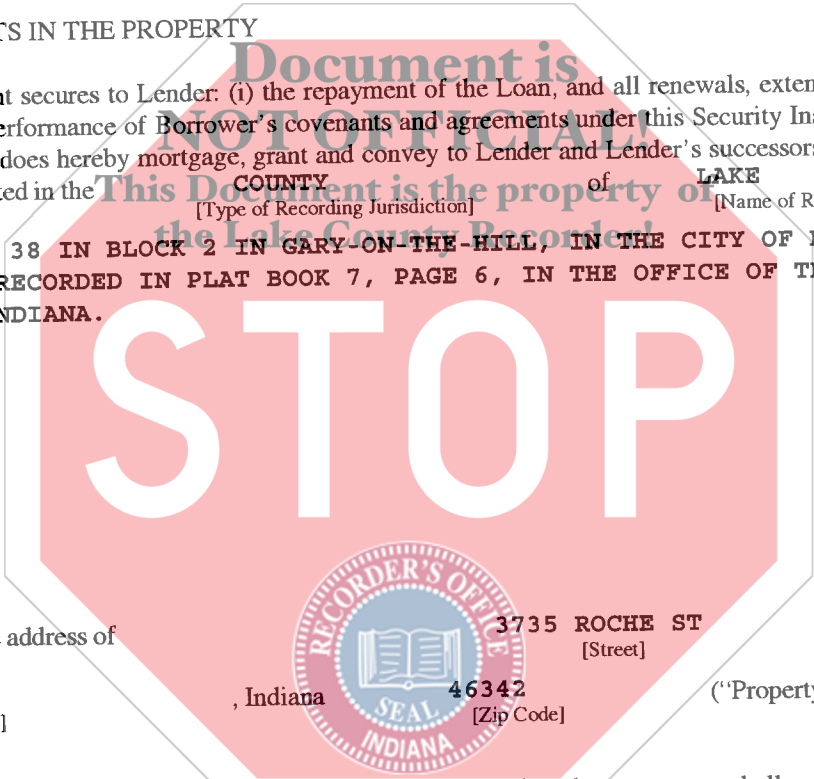 TS IN THE PROPERTY
Document is
nt secures to Lender: (i) the repayment of the Loan, and all renewals, exten
NOT OFFICIAL!
erformance of Borrower's covenants and agreements under this Security Ins
does hereby mortgage, grant and convey to Lender and Lender's successors
ted in the COUNTY of LAKE
This Document is the property of
[Type of Recording Jurisdiction] [Name of R
the Lake County Recorder!
38 IN BLOCK 2 IN GARY-ON-THE-HILL, IN THE CITY OF
RECORDED IN PLAT BOOK 7, PAGE 6, IN THE OFFICE OF T
NDIANA.
STOP
RECORDER'S OFFICE
address of 3735 ROCHE ST
[Street]
, Indiana 46342 ("Property
] [Zip Code]
SEAL
INDIANA